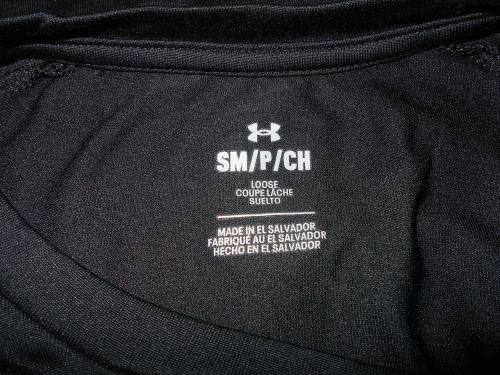 SM/P/CH
LOOSE
COUPE LÂCHE
SUELTO
MADE IN EL SALVADOR
FABRIQUÉ AU EL SALVADOR
HECHO EN EL SALVADOR